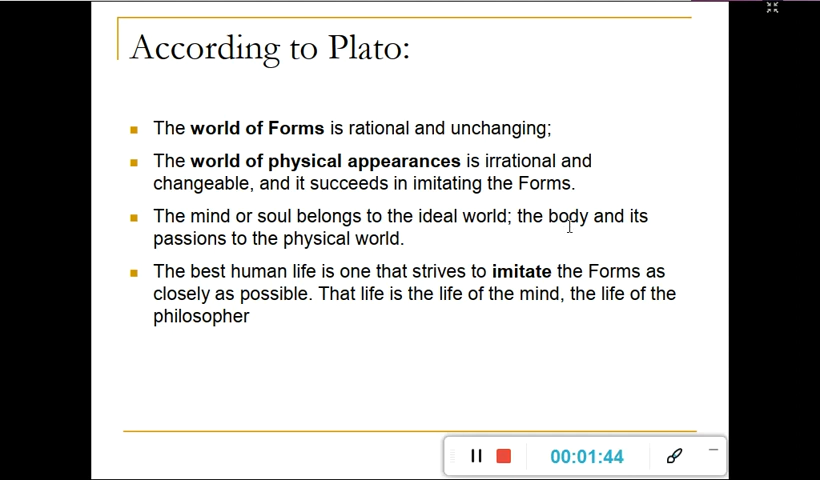 According to Plato:
The world of Forms is rational and unchanging;
The world of physical appearances is irrational and
changeable, and it succeeds in imitating the Forms.
The mind or soul belongs to the ideal world; the body and its
passions to the physical world.
The best human life is one that strives to imitate the Forms as
closely as possible. That life is the life of the mind, the life of the
philosopher
00:01:44